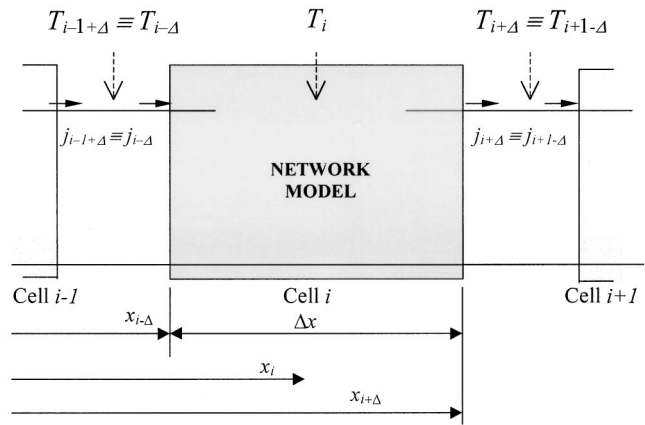 T_{i–1+Δ} ≡ T_{i–Δ} T_i T_{i+Δ} ≡ T_{i+1-Δ}
j_{i–1+Δ} ≡ j_{i–Δ} j_{i+Δ} ≡ j_{i+1-Δ}
NETWORK
MODEL
Cell i-1 Cell i Cell i+1
x_{i-Δ} Δx
x_i
x_{i+Δ}